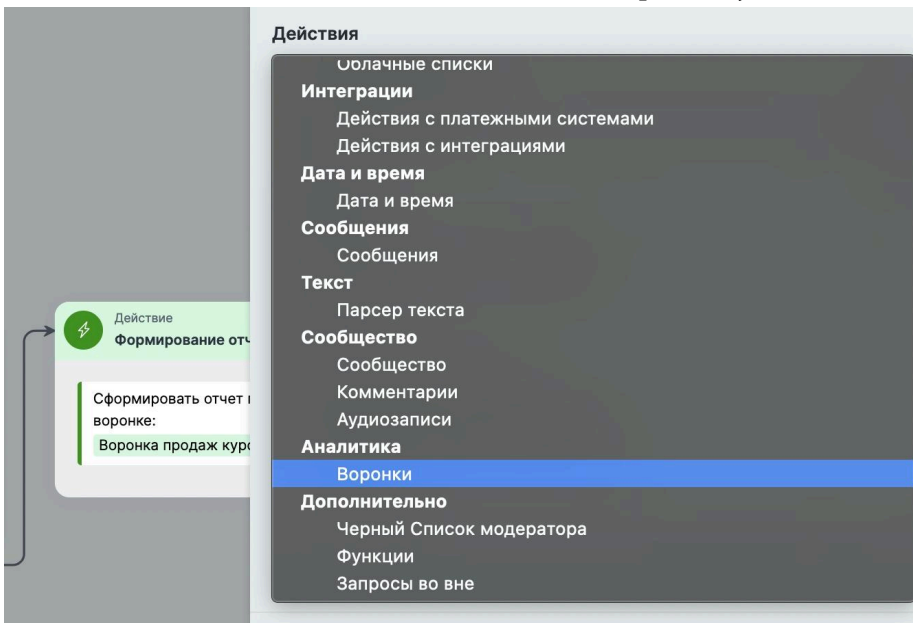 Действия
Облачные списки
Интеграции
Действия с платежными системами
Действия с интеграциями
Дата и время
Дата и время
Сообщения
Сообщения
Текст
Парсер текста
Сообщество
Сообщество
Комментарии
Аудиозаписи
Аналитика
Воронки
Дополнительно
Черный Список модератора
Функции
Запросы во вне
Действие
Формирование
Сформировать отчет
воронке:
Воронка продаж